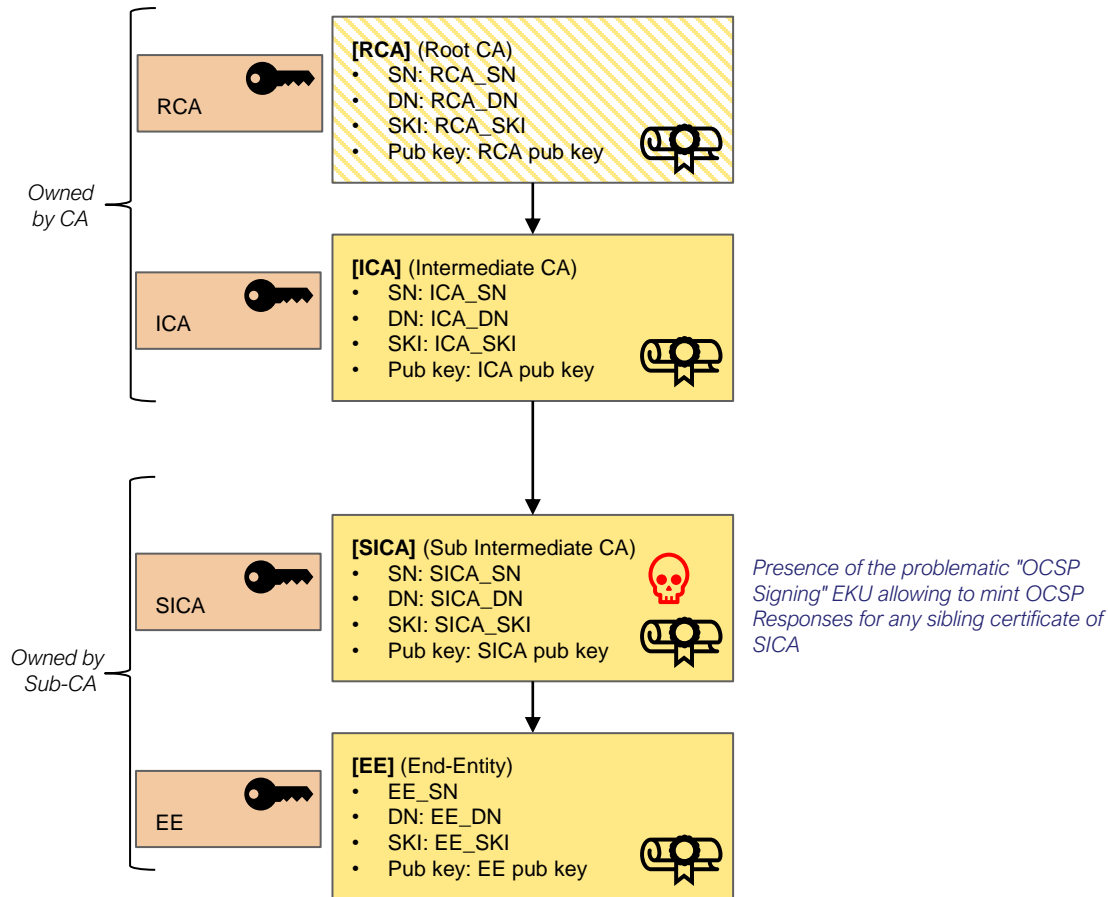 [RCA] (Root CA)
• SN: RCA_SN
• DN: RCA_DN
• SKI: RCA_SKI
• Pub key: RCA pub key
RCA
Owned
by CA
[ICA] (Intermediate CA)
• SN: ICA_SN
• DN: ICA_DN
• SKI: ICA_SKI
• Pub key: ICA pub key
ICA
[SICA] (Sub Intermediate CA)
• SN: SICA_SN
• DN: SICA_DN
• SKI: SICA_SKI
• Pub key: SICA pub key
SICA
Presence of the problematic "OCSP
Signing" EKU allowing to mint OCSP
Responses for any sibling certificate of
SICA
Owned by
Sub-CA
[EE] (End-Entity)
• EE_SN
• DN: EE_DN
• SKI: EE_SKI
• Pub key: EE pub key
EE